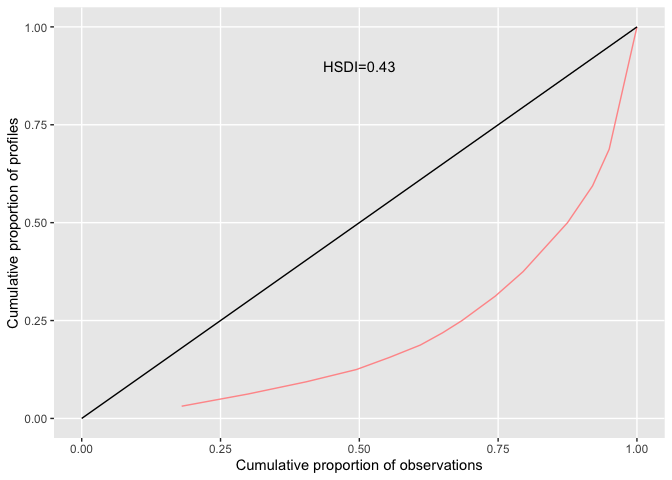 HSDI=0.43
Cumulative proportion of profiles
1.00
0.75
0.50
0.25
0.00
0.00 0.25 0.50 0.75 1.00
Cumulative proportion of observations